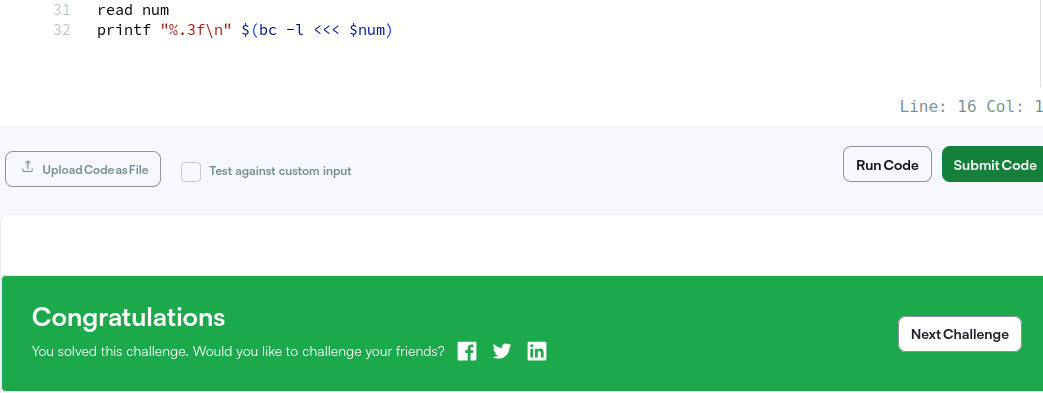 31 read num
32 printf "%.3f\n" $(bc -l <<< $num)
Line: 16 Col: 1
Upload Code as File
Test against custom input
Run Code
Submit Code
Congratulations
You solved this challenge. Would you like to challenge your friends?
Next Challenge